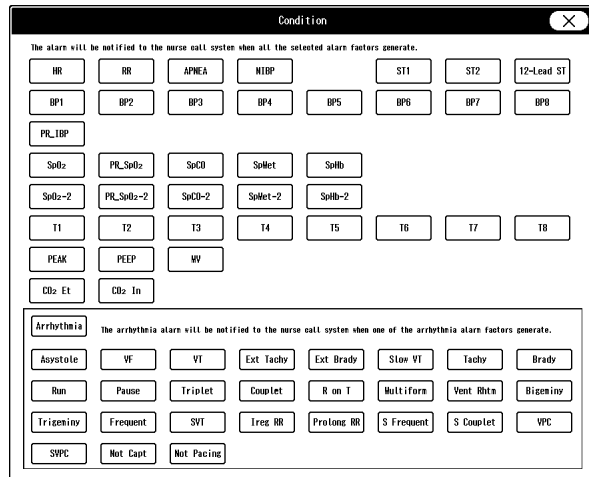 Condition
The alarm will be notified to the nurse call system when all the selected alarm factors generate.
HR RR APNEA NIBP ST1 ST2 12-Lead ST
BP1 BP2 BP3 BP4 BP5 BP6 BP7 BP8
PR_IBP
SpO₂ PR_SpO₂ SpCO SpMet SpHb
SpO₂-2 PR_SpO₂-2 SpCO-2 SpMet-2 SpHb-2
T1 T2 T3 T4 T5 T6 T7 T8
PEAK PEEP MV
CO₂ Et CO₂ In
Arrhythmia The arrhythmia alarm will be notified to the nurse call system when one of the arrhythmia alarm factors generate.
Asystole VF VT Ext Tachy Ext Brady Slow VT Tachy Brady
Run Pause Triplet Couplet R on T Multiform Vent Rhtm Bigeminy
Trigeminy Frequent SVT Ireg RR Prolong RR S Frequent S Couplet VPC
SVPC Not Capt Not Pacing